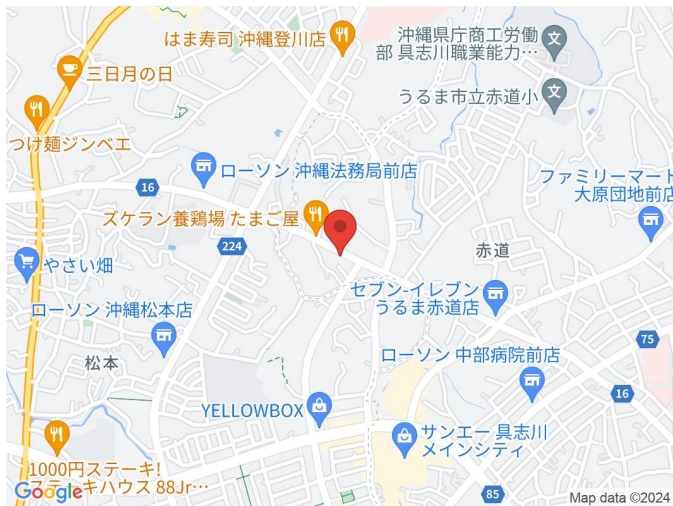 はま寿司 沖縄登川店
沖縄県庁商工労働
部 具志川職業能力…
三日月の日
うるま市立赤道小
つけ麺ジンベエ
ローソン 沖縄法務局前店
ファミリーマート
大原団地前店
16
ズケラン養鶏場 たまご屋
224
赤道
やさい畑
セブン-イレブン
うるま赤道店
ローソン 沖縄松本店
75
ローソン 中部病院前店
松本
16
YELLOWBOX
サンエー 具志川
メインシティ
1000円ステーキ!
ステーキハウス 88Jr…
85
Google
Map data ©2024